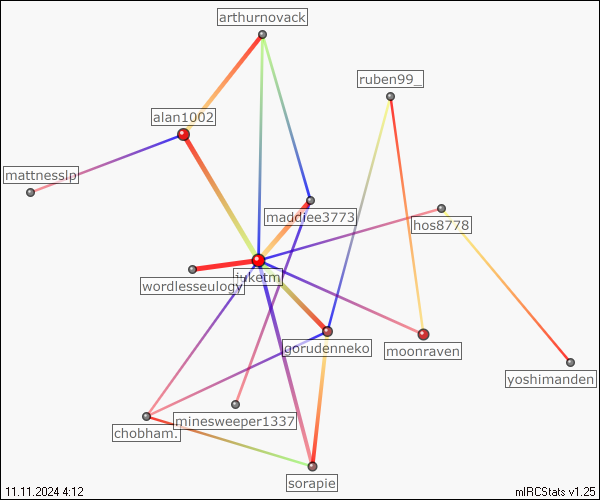 arthurnovack
ruben99_
alan1002
mattnesslp
maddiee3773
hos8778
wordlesseulogy
gorudenneko
moonraven
yoshimanden
minesweeper1337
chobham.
sorapie
11.11.2024 4:12
mIRCStats v1.25